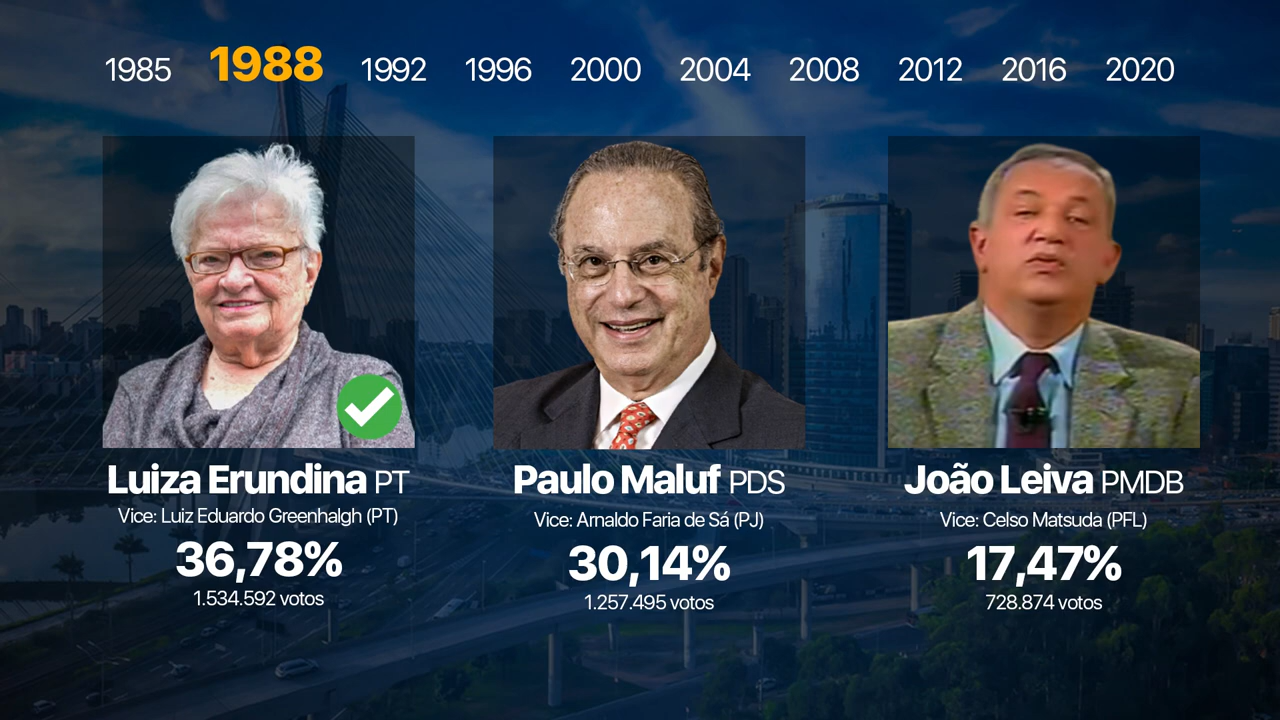 1985 1988 1992 1996 2000 2004 2008 2012 2016 2020
Luiza Erundina PT
Vice: Luiz Eduardo Greenhalgh (PT)
36,78%
1.534.592 votos
Paulo Maluf PDS
Vice: Arnaldo Faria de Sá (PJ)
30,14%
1.257.495 votos
João Leiva PMDB
Vice: Celso Matsuda (PFL)
17,47%
728.874 votos